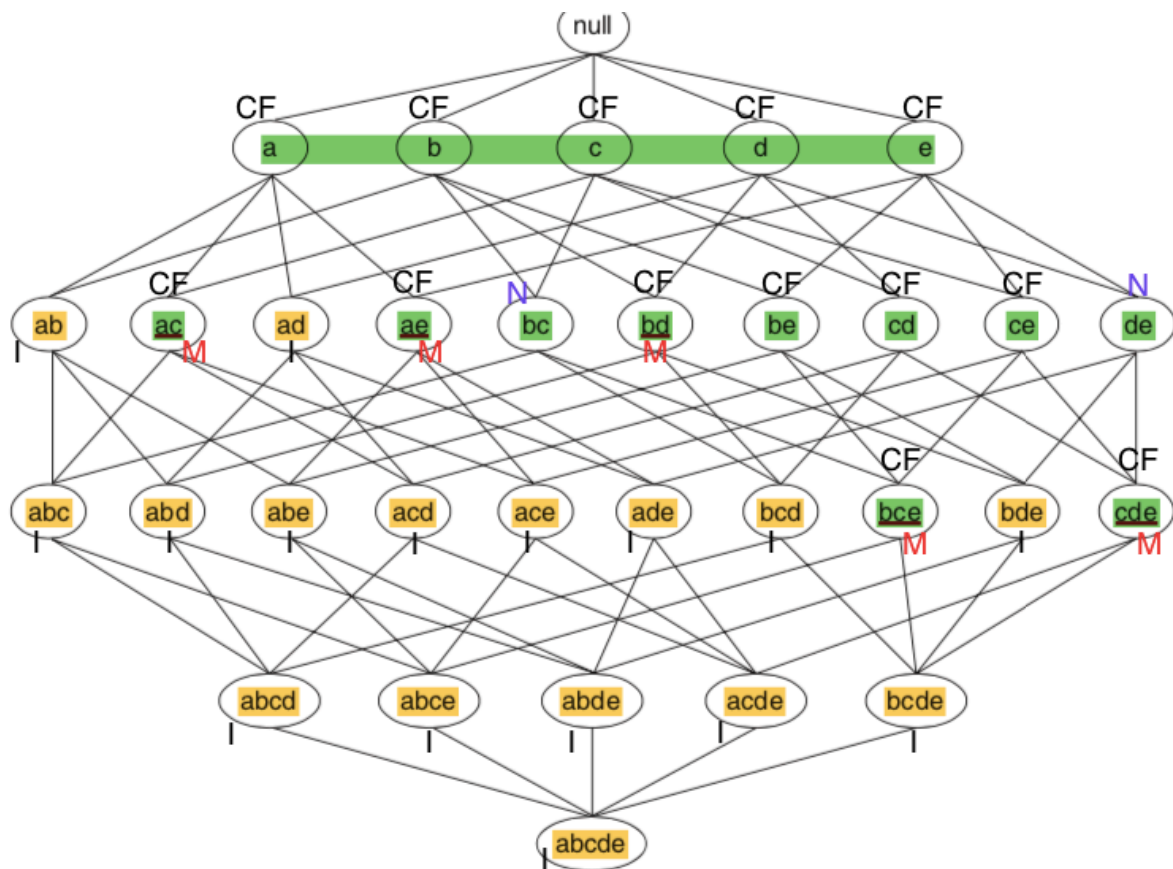 null
CF CF CF CF CF
a b c d e
CF CF CF CF CF CF
N N
ab ac ad ae bc bd be cd ce de
I M I M M
CF CF
abc abd abe acd ace ade bcd bce bde cde
I I I I I I I M I M
abcd abce abde acde bcde
I I I I I
abcde
I